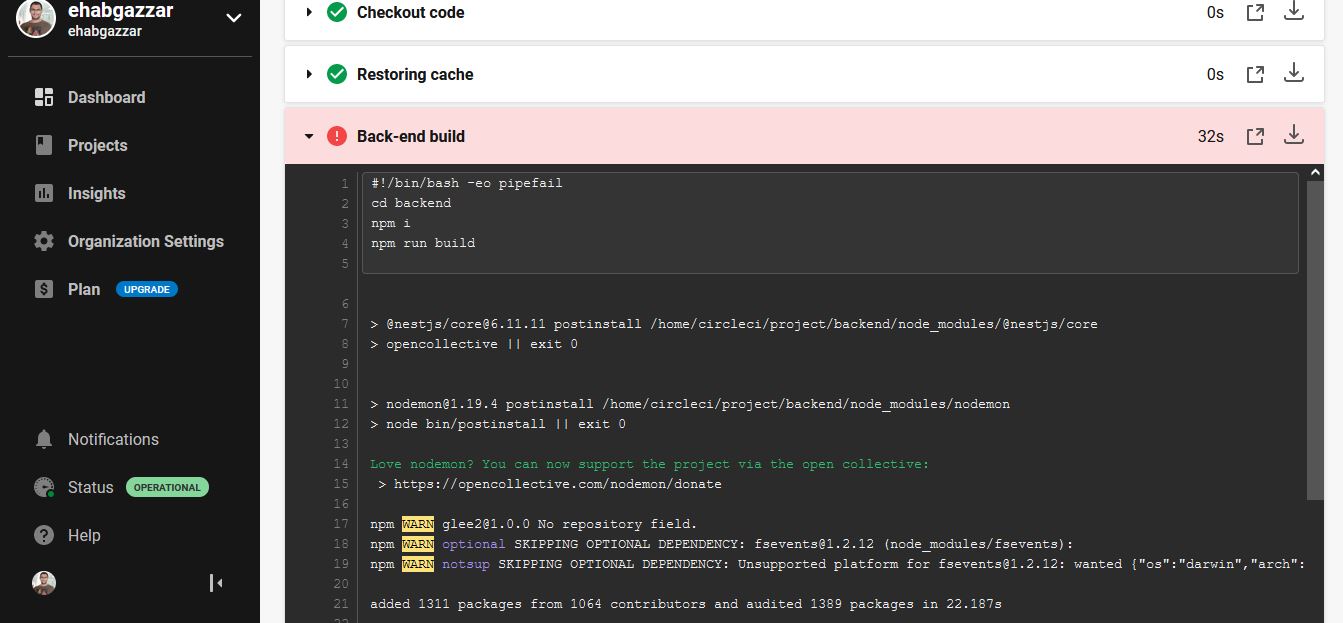 ehabgazzar
ehabgazzar
Dashboard
Projects
Insights
Organization Settings
Plan UPGRADE
Notifications
Status OPERATIONAL
Help
Checkout code 0s
Restoring cache 0s
Back-end build 32s
1 #!/bin/bash -eo pipefail
2 cd backend
3 npm i
4 npm run build
5
6
7 > @nestjs/core@6.11.11 postinstall /home/circleci/project/backend/node_modules/@nestjs/core
8 > opencollective || exit 0
9
10
11 > nodemon@1.19.4 postinstall /home/circleci/project/backend/node_modules/nodemon
12 > node bin/postinstall || exit 0
13
14 Love nodemon? You can now support the project via the open collective:
15 > https://opencollective.com/nodemon/donate
16
17 npm WARN glee2@1.0.0 No repository field.
18 npm WARN optional SKIPPING OPTIONAL DEPENDENCY: fsevents@1.2.12 (node_modules/fsevents):
19 npm WARN notsup SKIPPING OPTIONAL DEPENDENCY: Unsupported platform for fsevents@1.2.12: wanted {"os":"darwin","arch":
20
21 added 1311 packages from 1064 contributors and audited 1389 packages in 22.187s